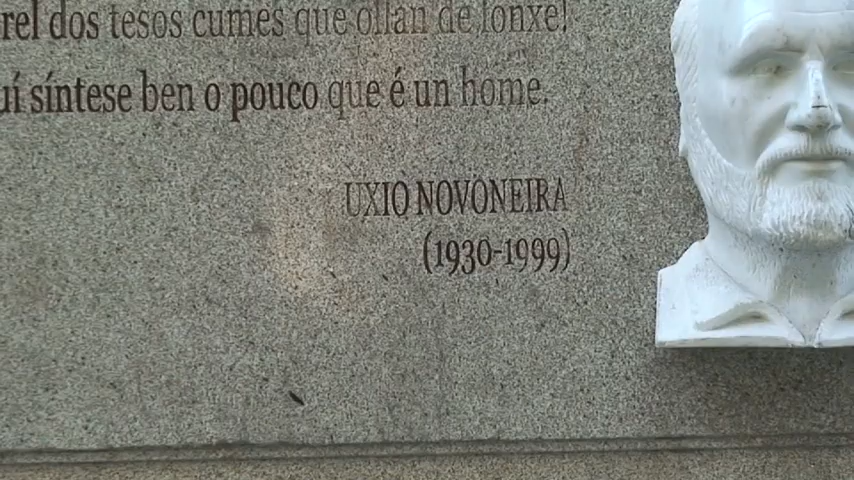 rel dos tesos cumes que ollan de lonxe!
uí síntese ben o pouco que é un home.
UXIO NOVONEIRA
(1930-1999)